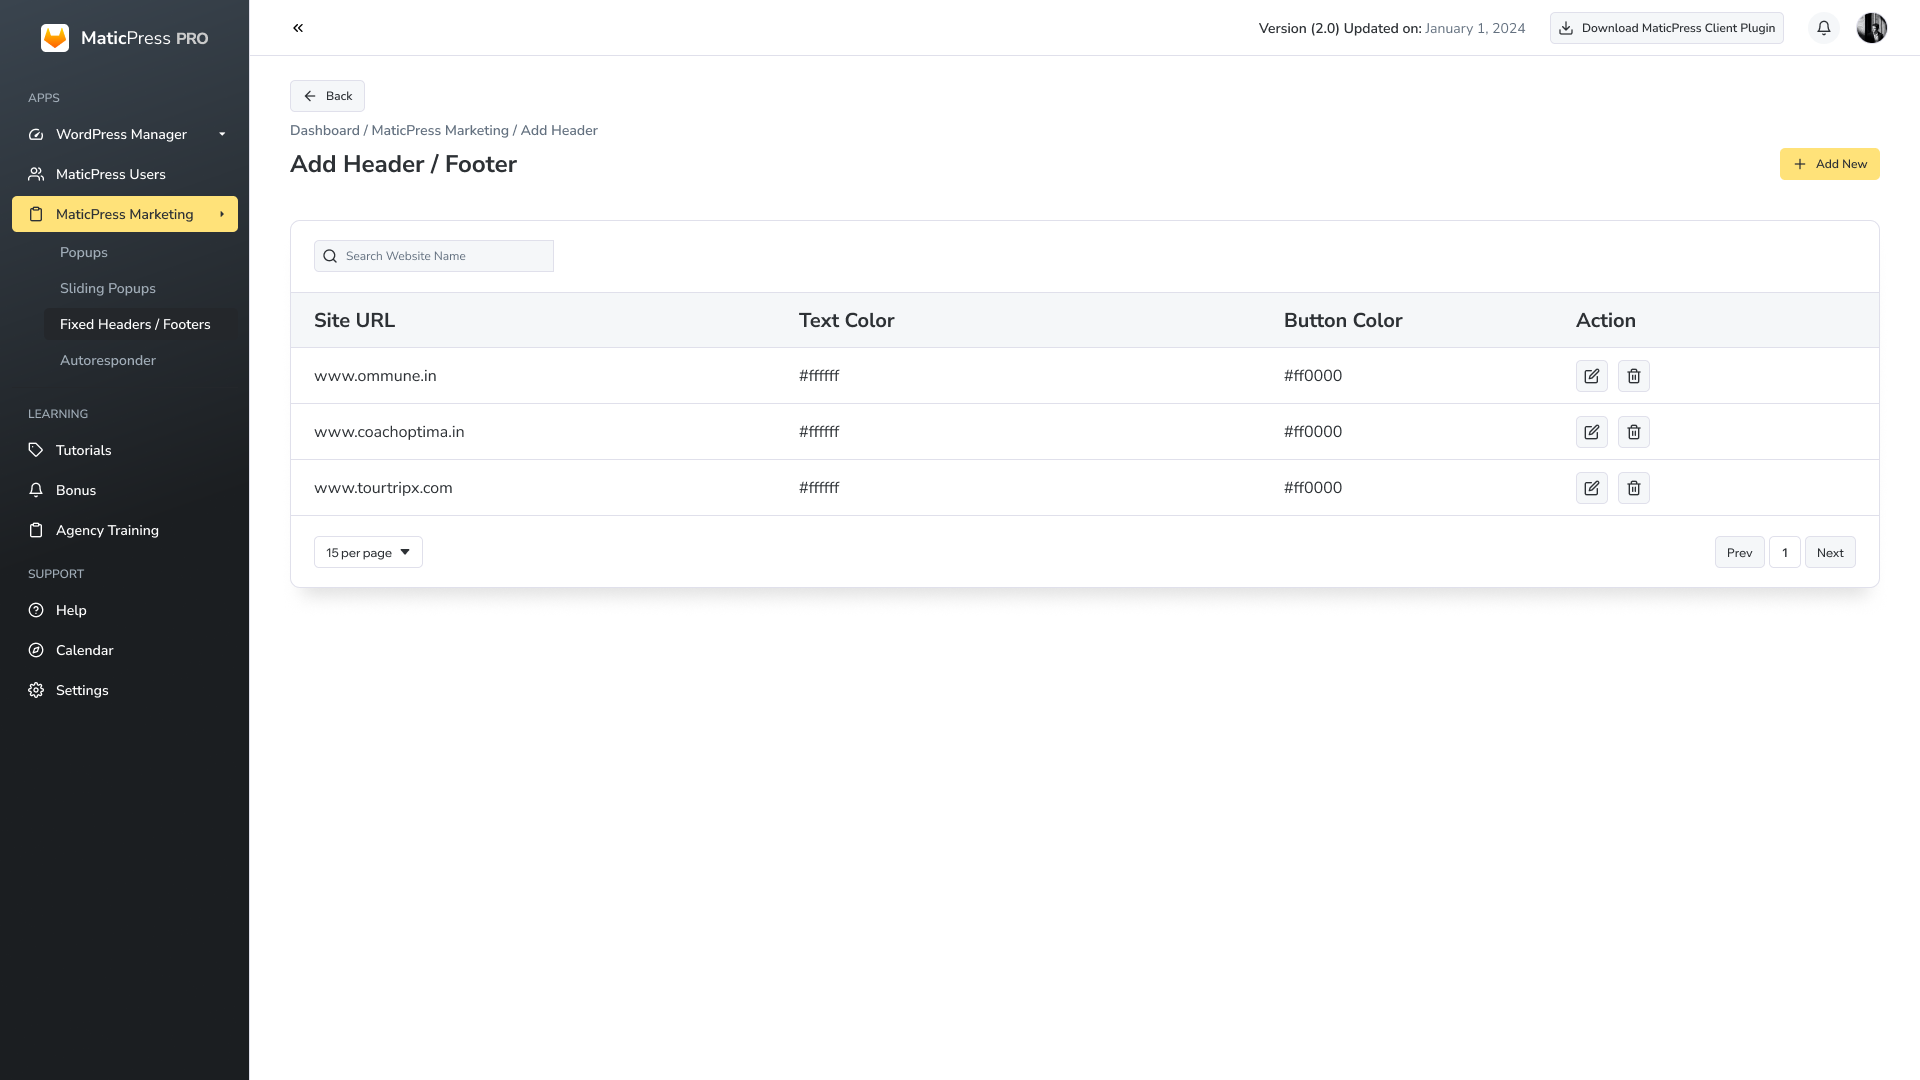 MaticPress PRO
APPS
WordPress Manager
MaticPress Users
MaticPress Marketing
Popups
Sliding Popups
Fixed Headers / Footers
Autoresponder
LEARNING
Tutorials
Bonus
Agency Training
SUPPORT
Help
Calendar
Settings
Version (2.0) Updated on: January 1, 2024
Download MaticPress Client Plugin
Back
Dashboard / MaticPress Marketing / Add Header
Add Header / Footer
Add New
Search Website Name
Site URL Text Color Button Color Action
www.ommune.in #ffffff #ff0000
www.coachoptima.in #ffffff #ff0000
www.tourtripx.com #ffffff #ff0000
15 per page
Prev 1 Next